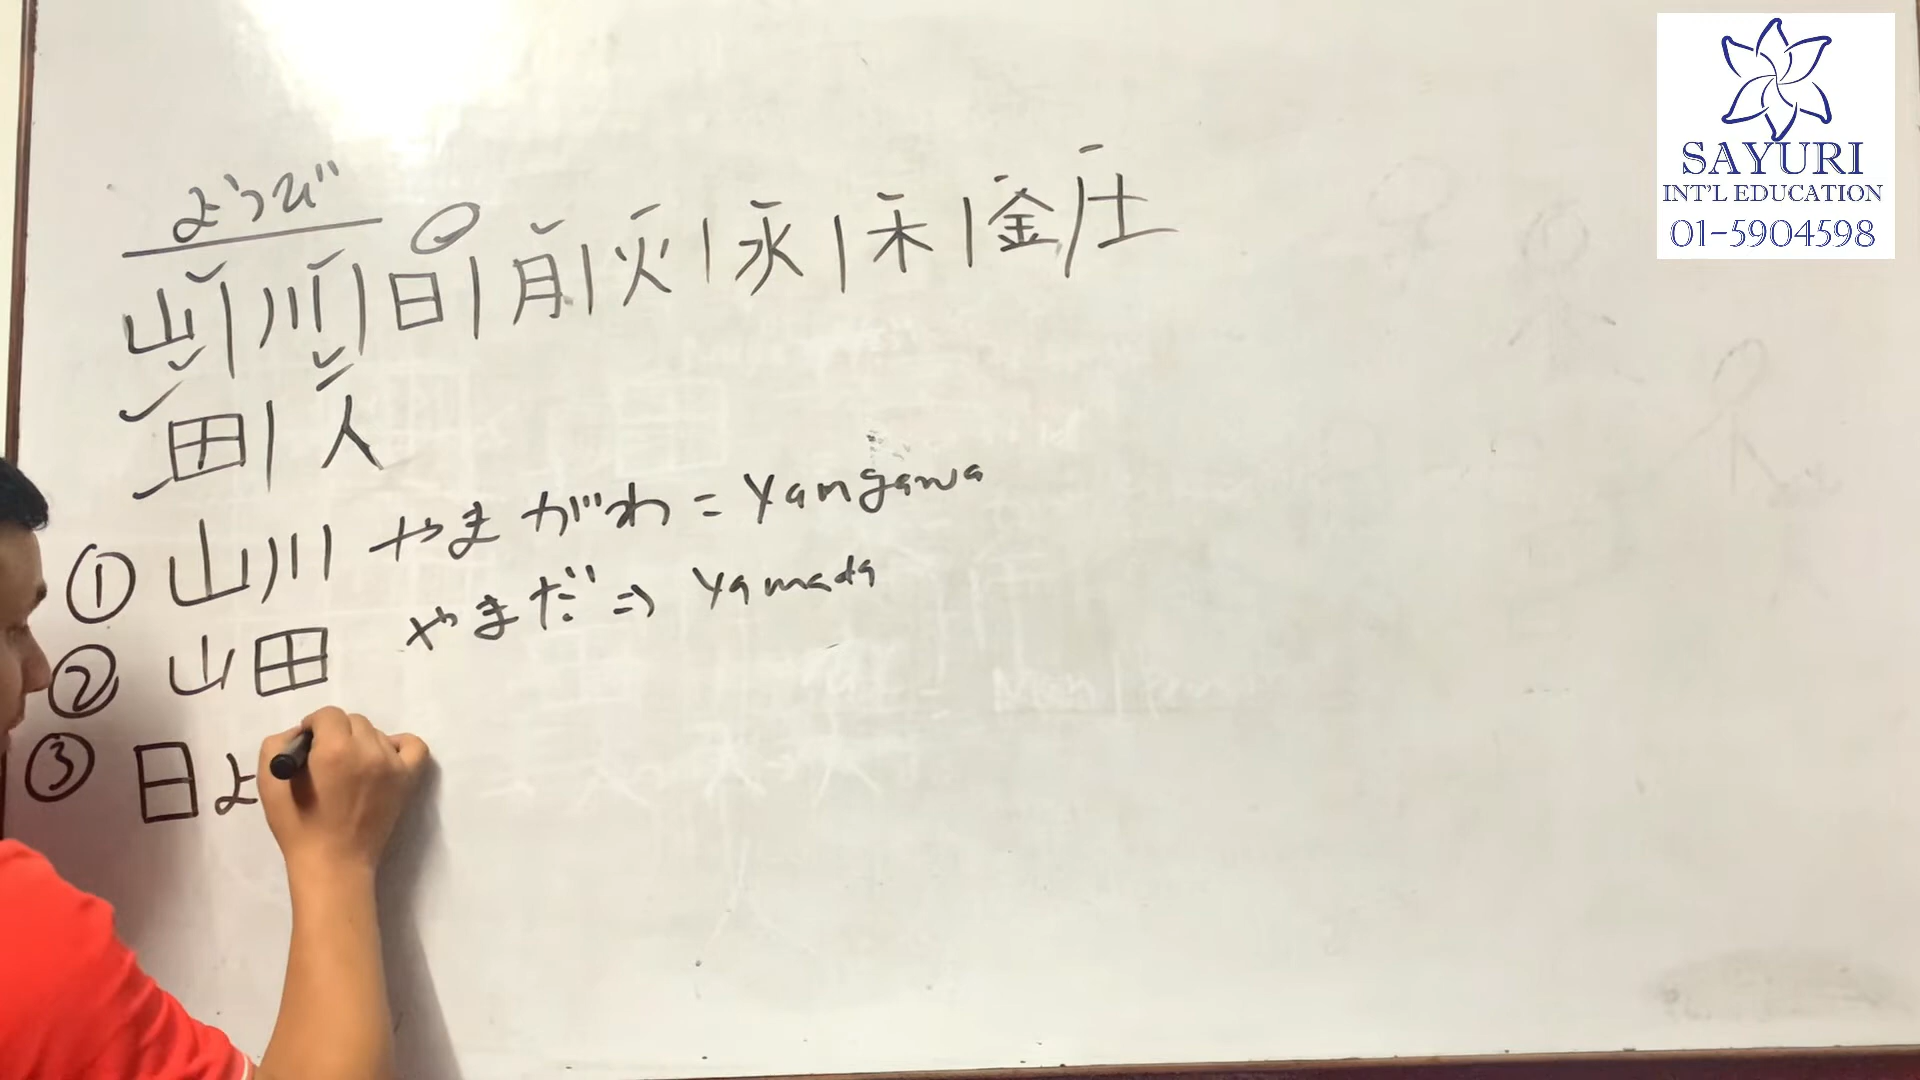 ようび
山|川|日|月|火|水|木|金|土
田|人
① 山川 やまがわ = Yamgawa
② 山田 やまだ ⇒ Yamada
③ 日よ
SAYURI
INT'L EDUCATION
01-5904598